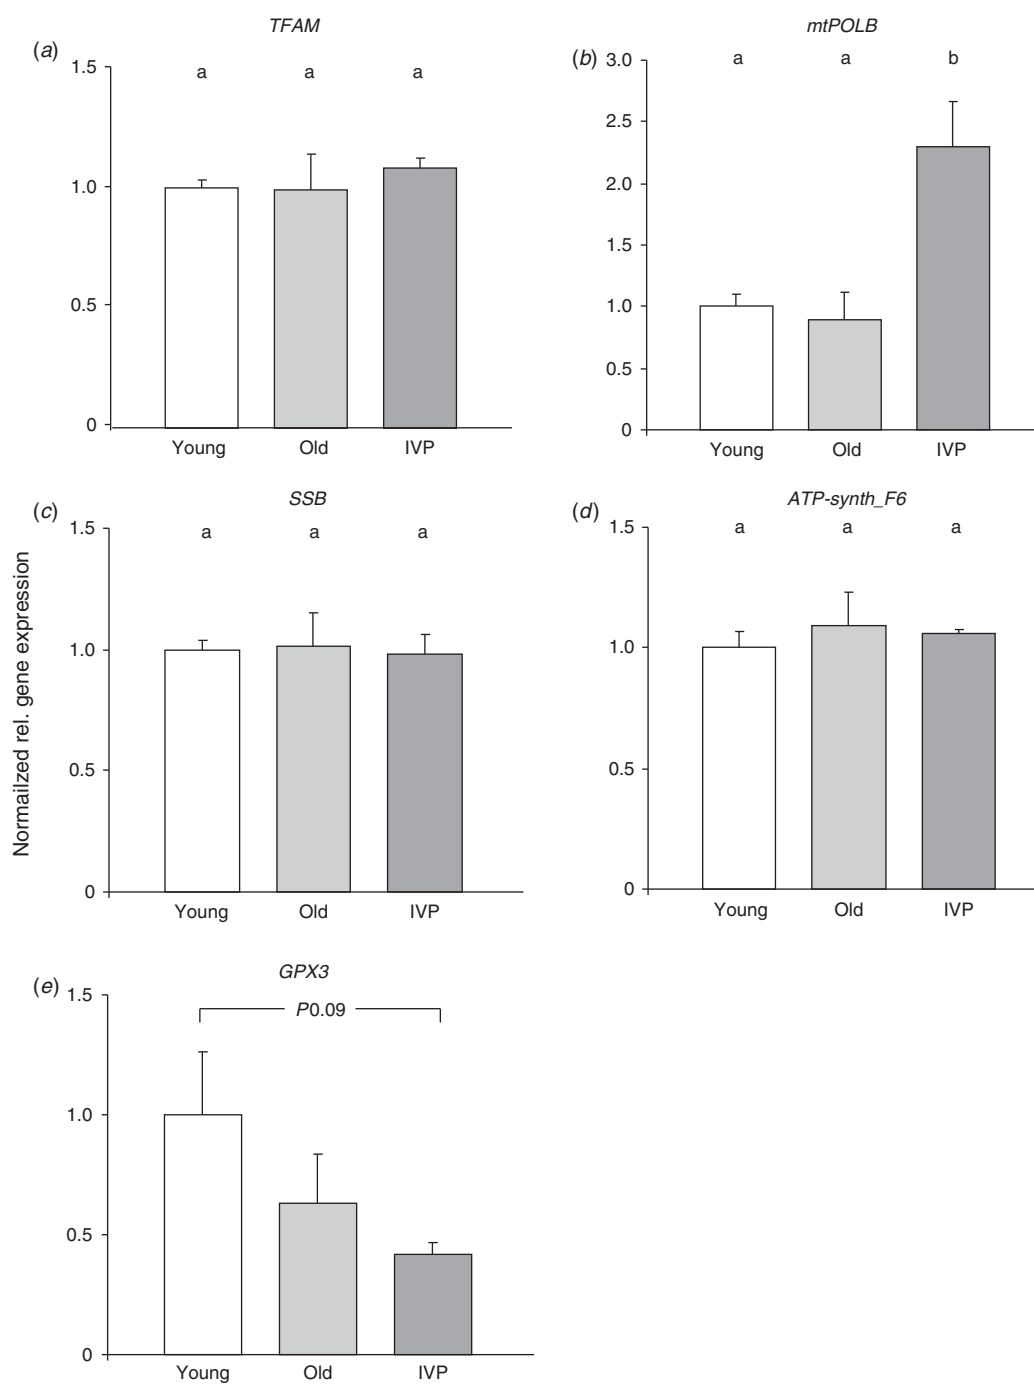 TFAM
(a)
1.5
1.0
0.5
0
a a a
Young Old IVP
mtPOLB
(b)
3.0
2.5
2.0
1.5
1.0
0.5
0
a a b
Young Old IVP
Normailzed rel. gene expression
SSB
(c)
1.5
1.0
0.5
0
a a a
Young Old IVP
ATP-synth_F6
(d)
1.5
1.0
0.5
0
a a a
Young Old IVP
GPX3
(e)
1.5
1.0
0.5
0
P0.09
Young Old IVP